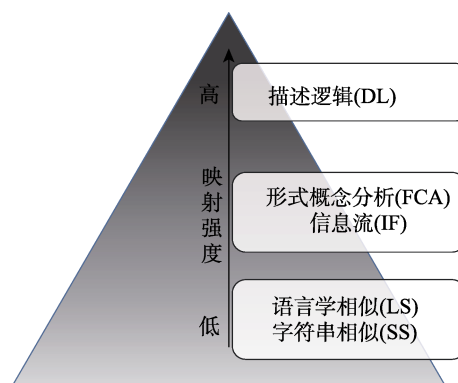 高
描述逻辑(DL)
映射强度
形式概念分析(FCA)
信息流(IF)
低
语言学相似(LS)
字符串相似(SS)